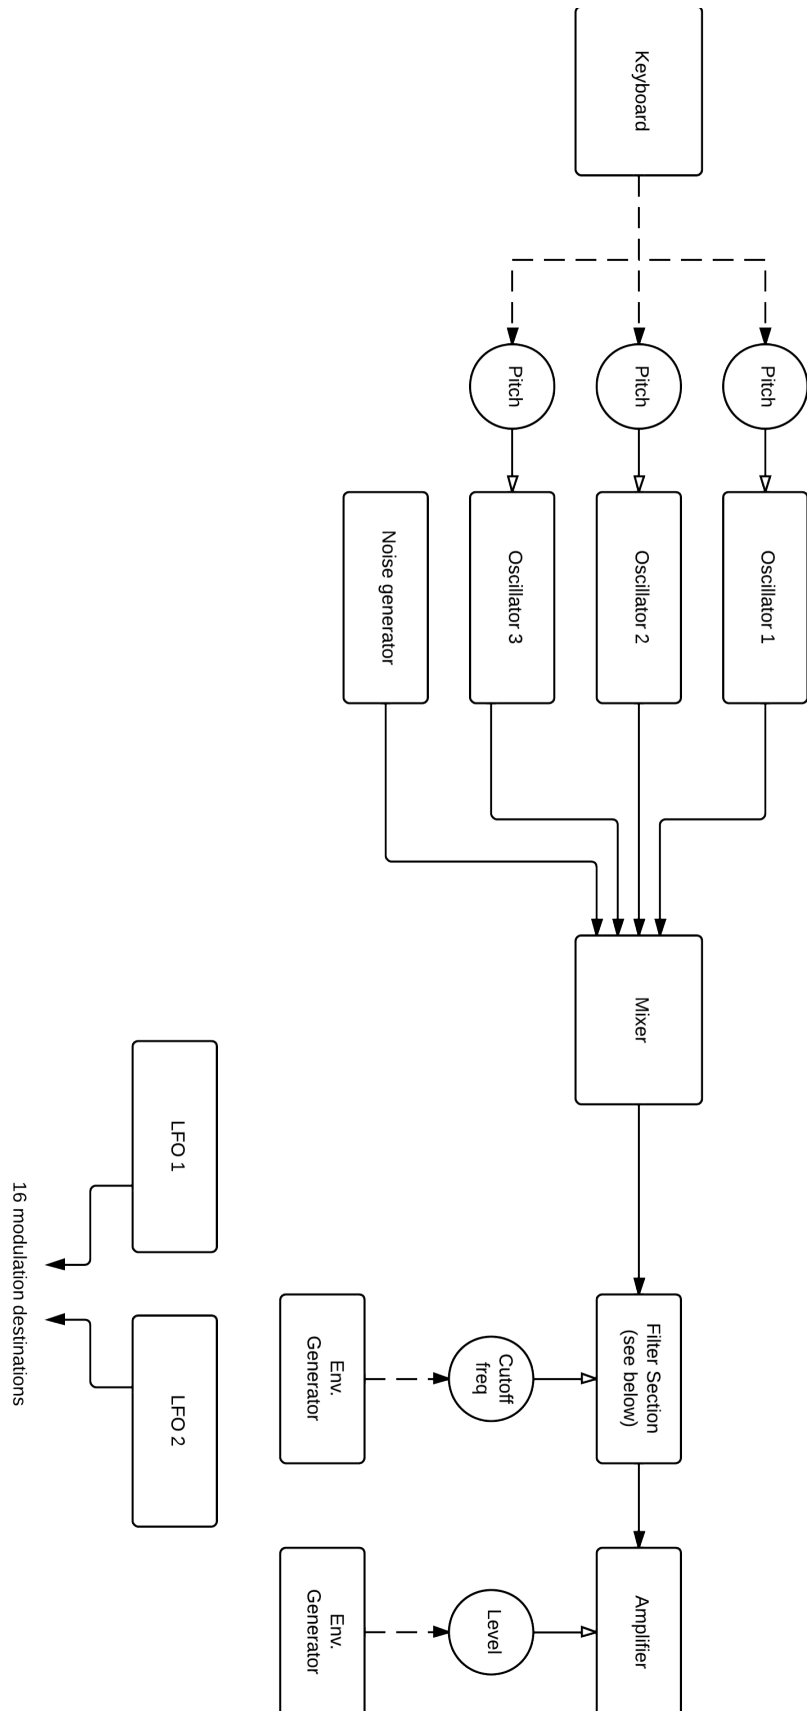 Keyboard
Pitch
Pitch
Pitch
Oscillator 1
Oscillator 2
Oscillator 3
Noise generator
Mixer
Filter Section
(see below)
Cutoff
freq
Env.
Generator
Amplifier
Level
Env.
Generator
LFO 1
LFO 2
16 modulation destinations